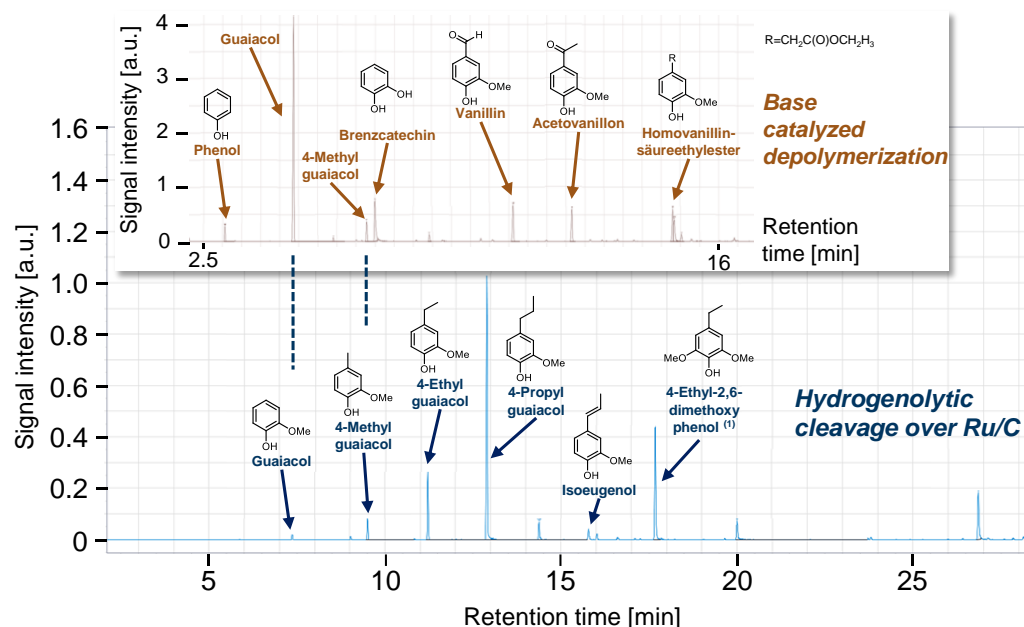 Signal intensity [a.u.]
4
3
2
1
0
2.5
16
Retention
time [min]
Guaiacol
OH
Phenol
4-Methyl
guaiacol
OH
OH
Brenzcatechin
O
H
OMe
OH
Vanillin
O
OMe
OH
Acetovanillon
R
OMe
OH
Homovanillin-
säureethylester
R=CH₂C(O)OCH₂H₃
Base
catalyzed
depolymerization
Signal intensity [a.u.]
1.6
1.4
1.2
1.0
0.8
0.6
0.4
0.2
0
OMe
OH
Guaiacol
OMe
OH
4-Methyl
guaiacol
OMe
OH
4-Ethyl
guaiacol
OMe
OH
4-Propyl
guaiacol
OMe
OH
Isoeugenol
MeO
OMe
OH
4-Ethyl-2,6-
dimethoxy
phenol (1)
Hydrogenolytic
cleavage over Ru/C
5
10
15
20
25
Retention time [min]